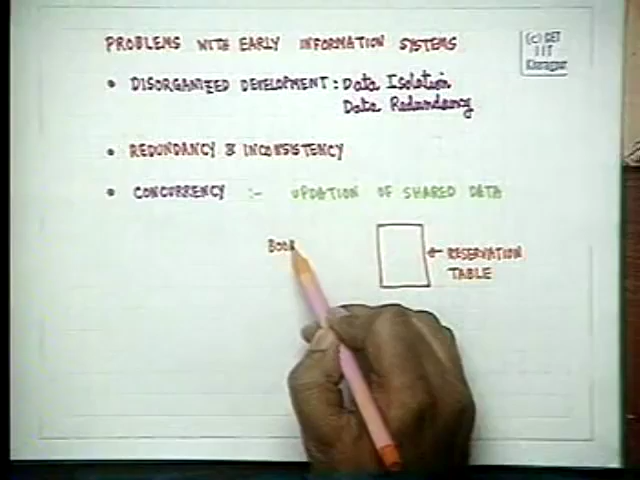 PROBLEMS WITH EARLY INFORMATION SYSTEMS
(C) CET
I.I.T
Kharagpur
• DISORGANIZED DEVELOPMENT : Data Isolation
Data Redundancy
• REDUNDANCY & INCONSISTENCY
• CONCURRENCY :- UPDATION OF SHARED DATA
BOOK
← RESERVATION
TABLE